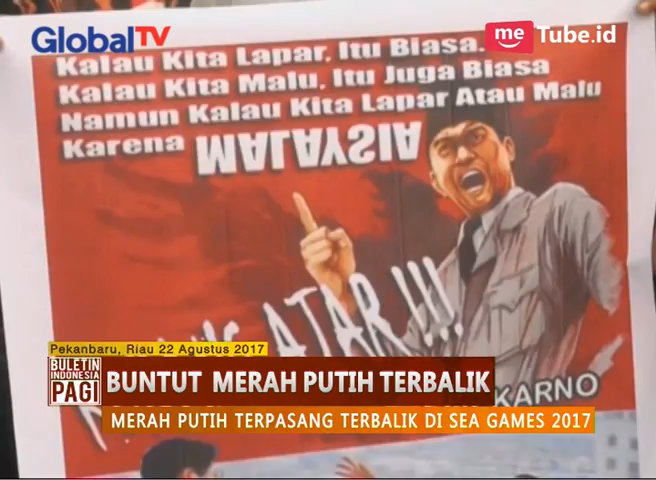 GlobalTV
me Tube.id
Kalau Kita Lapar, Itu Biasa.
Kalau Kita Malu, Itu Juga Biasa
Namun Kalau Kita Lapar Atau Malu
Karena MALAYSIA
AJAR !!!
KARNO
Pekanbaru, Riau 22 Agustus 2017
BULETIN
INDONESIA
PAGI
BUNTUT MERAH PUTIH TERBALIK
MERAH PUTIH TERPASANG TERBALIK DI SEA GAMES 2017